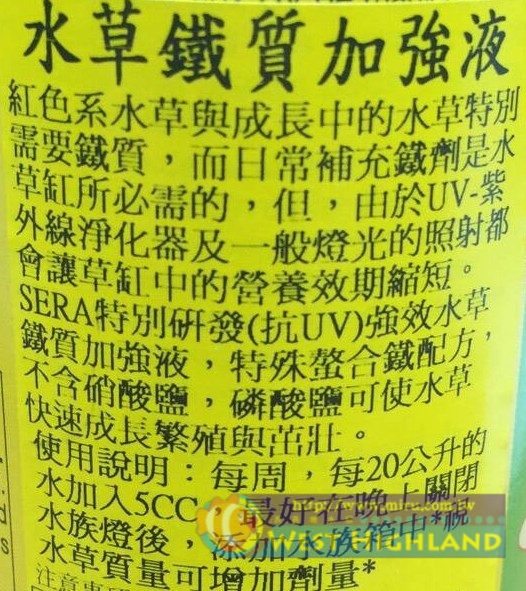 水草鐵質加強液
紅色系水草與成長中的水草特別
需要鐵質，而日常補充鐵劑是水
草缸所必需的，但，由於UV-紫
外線淨化器及一般燈光的照射都
會讓草缸中的營養效期縮短。
SERA特別研發(抗UV)強效水草
鐵質加強液，特殊螯合鐵配方，
不含硝酸鹽，磷酸鹽可使水草
快速成長繁殖與茁壯。
使用說明：每周，每20公升的
水加入5CC，最好在晚上關閉
水族燈後，添加水族箱中*視
水草質量可增加劑量*
WEST HIGHLAND